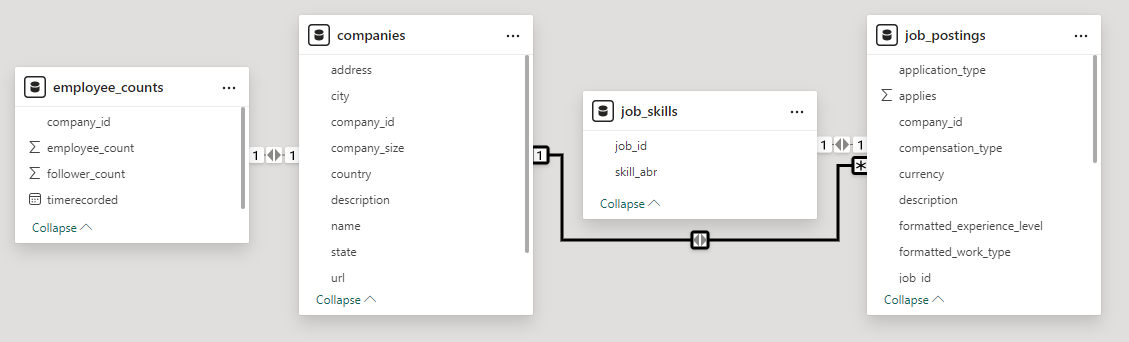 employee_counts
company_id
employee_count
follower_count
timerecorded
Collapse
1
1
companies
address
city
company_id
company_size
country
description
name
state
url
Collapse
1
job_skills
job_id
skill_abr
Collapse
1
1
*
job_postings
application_type
applies
company_id
compensation_type
currency
description
formatted_experience_level
formatted_work_type
job_id
Collapse